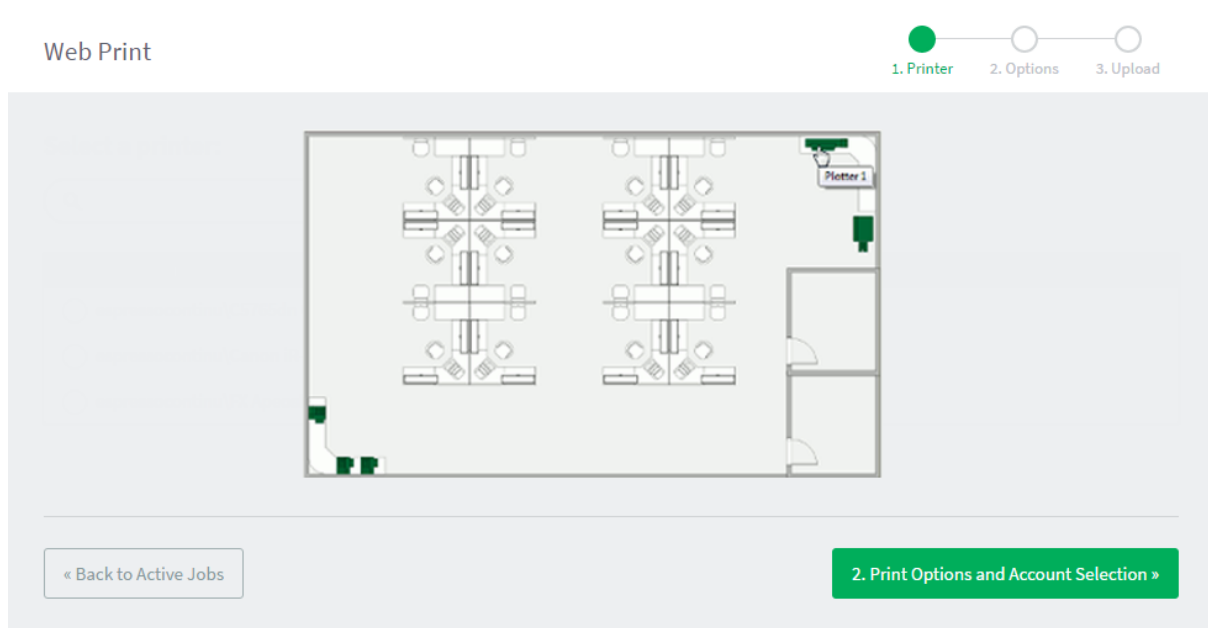 Web Print
1. Printer
2. Options
3. Upload
Plotter 1
« Back to Active Jobs
2. Print Options and Account Selection »